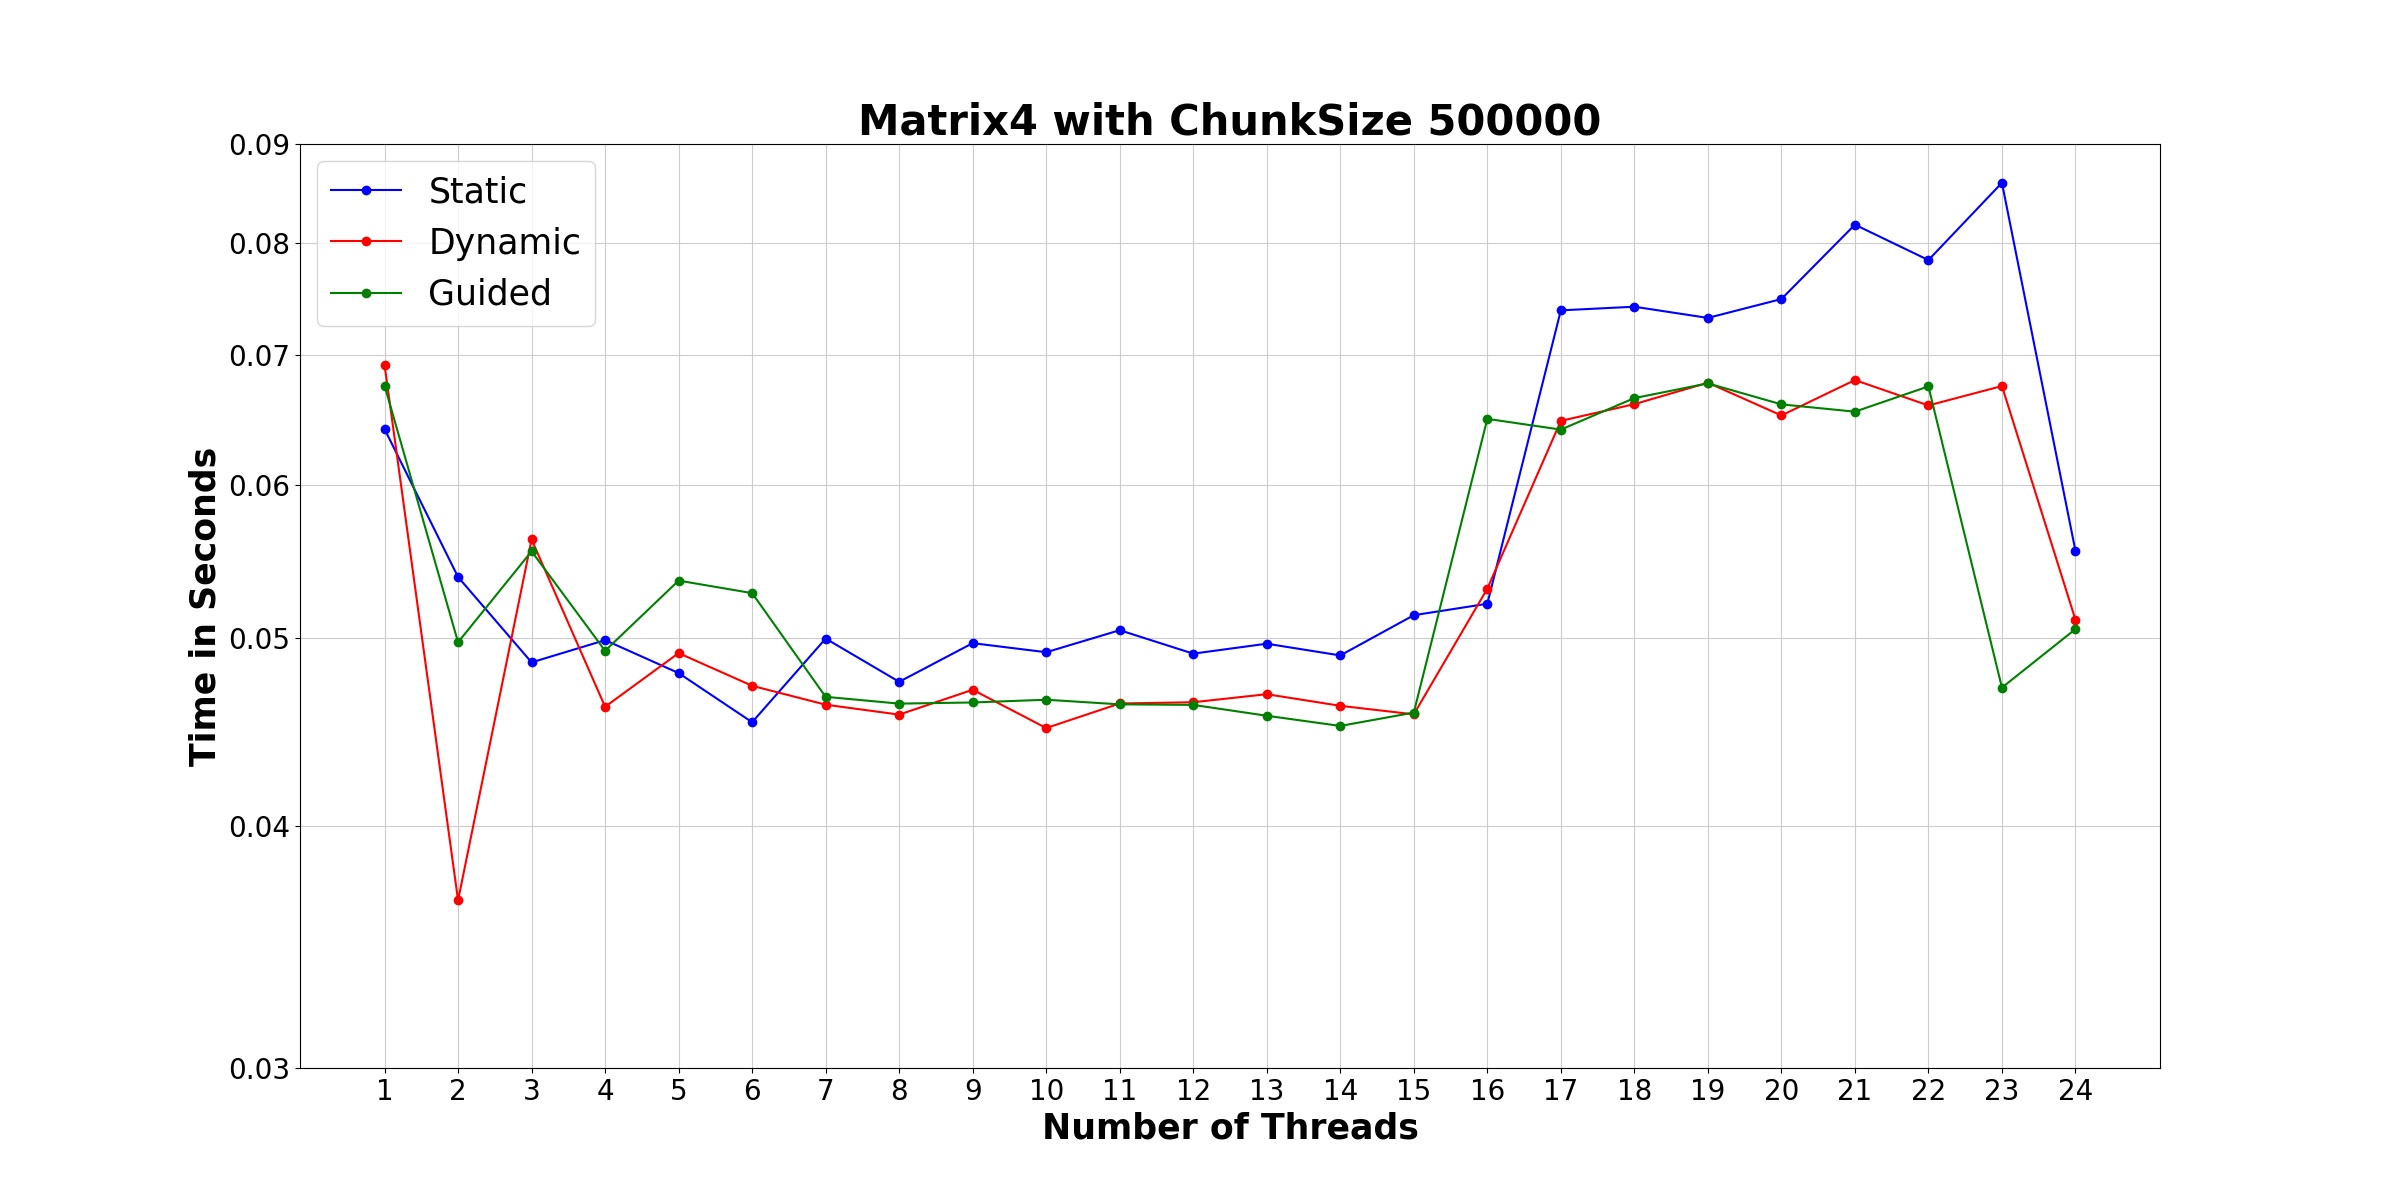 Matrix4 with ChunkSize 500000
0.09
0.08
0.07
0.06
0.05
0.04
0.03
Time in Seconds
Static
Dynamic
Guided
1 2 3 4 5 6 7 8 9 10 11 12 13 14 15 16 17 18 19 20 21 22 23 24
Number of Threads